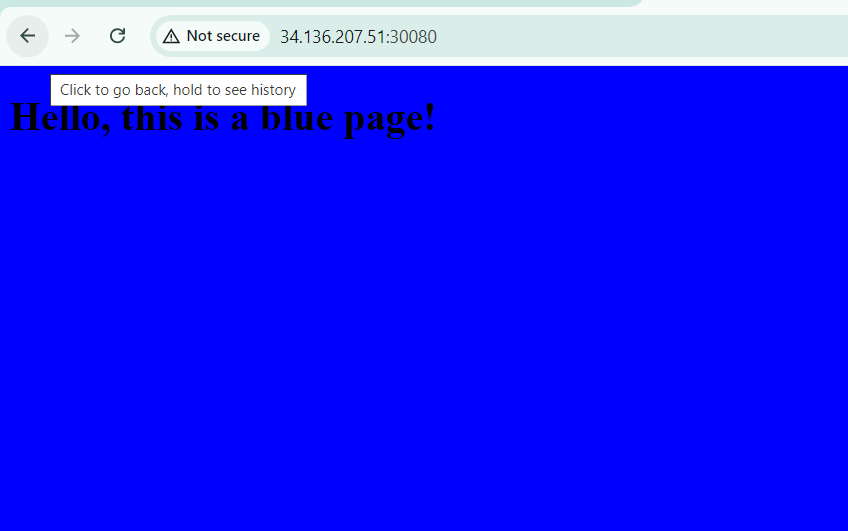 Not secure 34.136.207.51:30080
Click to go back, hold to see history
Hello, this is a blue page!